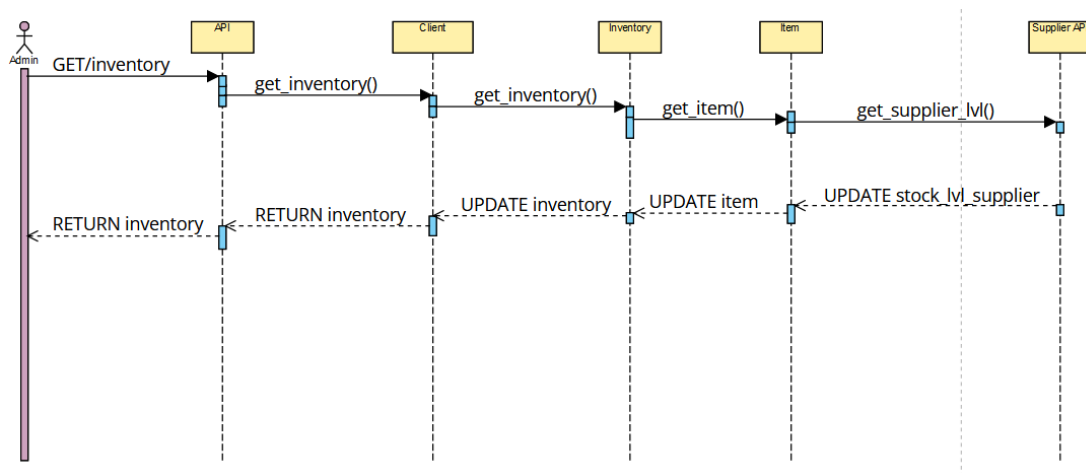 API
Client
Inventory
Item
Supplier AP
Admin
GET/inventory
get_inventory()
get_inventory()
get_item()
get_supplier_lvl()
UPDATE stock_lvl_supplier
UPDATE item
UPDATE inventory
RETURN inventory
RETURN inventory